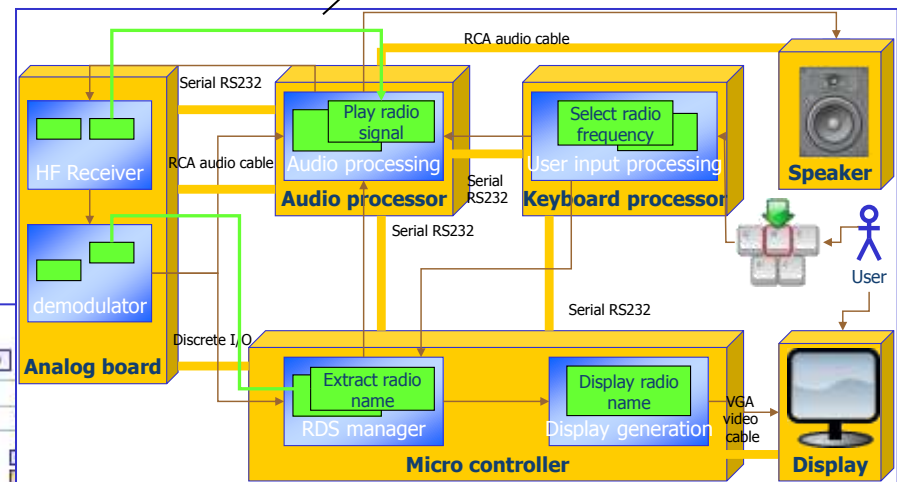 RCA audio cable
Serial RS232
Play radio
signal
Select radio
frequency
HF Receiver
Audio processing
User input processing
RCA audio cable
Speaker
Audio processor
Serial
RS232
Keyboard processor
Serial RS232
User
demodulator
Serial RS232
Discrete I/O
Analog board
Extract radio
name
Display radio
name
RDS manager
Display generation
VGA
video
cable
Micro controller
Display